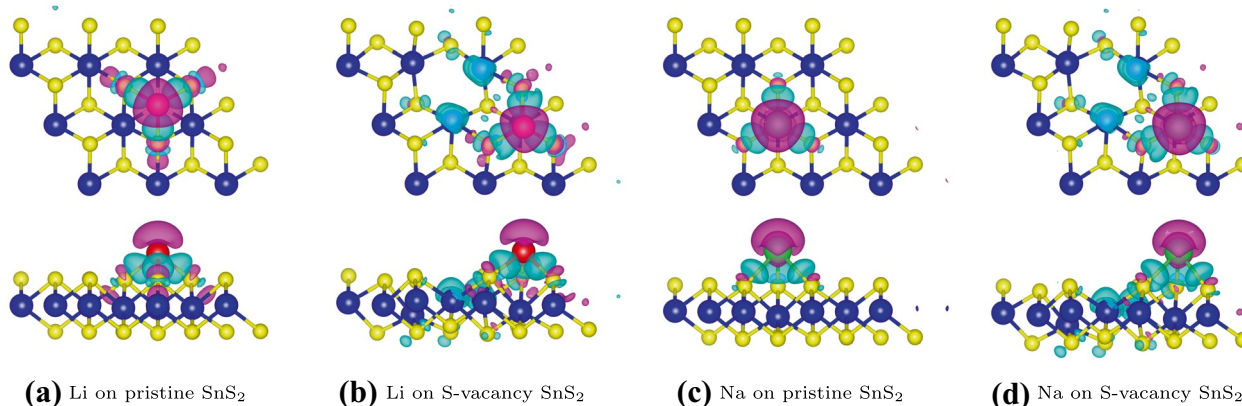 (a) Li on pristine SnS₂
(b) Li on S-vacancy SnS₂
(c) Na on pristine SnS₂
(d) Na on S-vacancy SnS₂